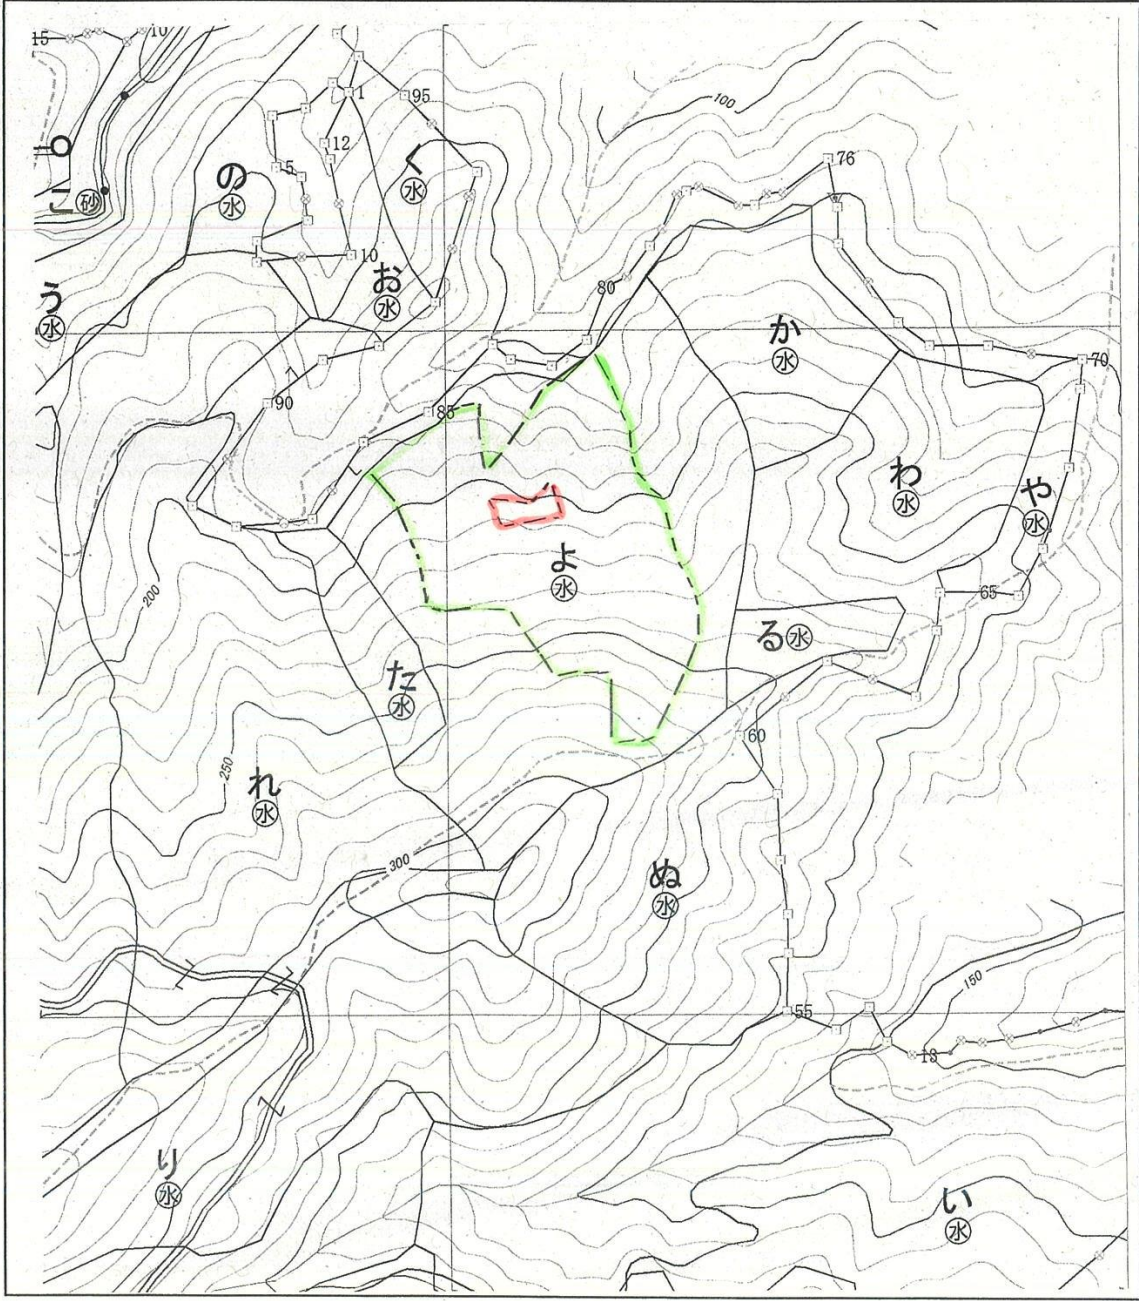 15
10
100
1
95
12
76
く
水
の
水
5
ロ
こ
砂
10
お
水
80
う
水
か
水
70
90
85
わ
水
や
水
よ
水
200
65
る水
た
水
60
250
れ
水
300
ぬ
水
150
55
13
り
水
い
水